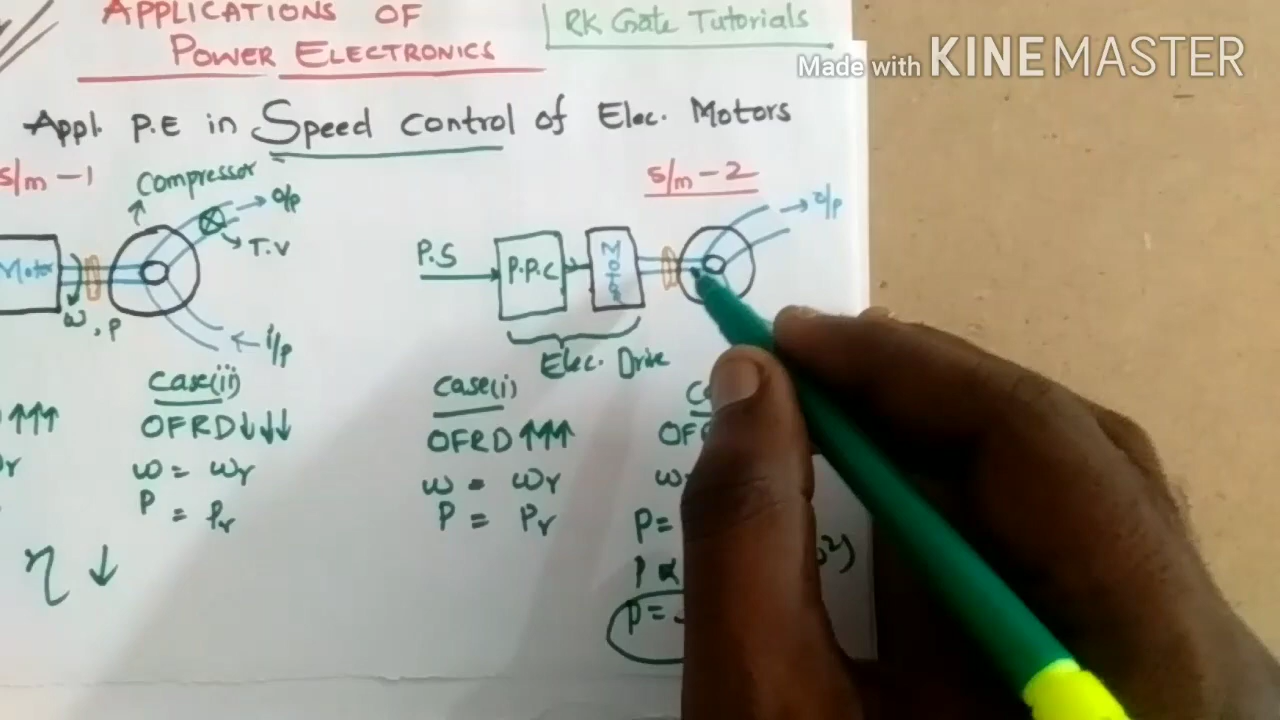 APPLICATIONS OF
POWER ELECTRONICS
RK Gate Tutorials
Made with KINEMASTER
Appl. P.E in Speed control of Elec. Motors
S/m-1
Compressor
O/p
T.V
Motor
ω, P
i/p
S/m-2
P.S
P.P.C
Motor
Elec. Drive
↑↑↑
Case(ii)
OFRD↓↓↓
ω = ωr
P = Pr
η ↓
Case(i)
OFRD↑↑↑
ω = ωr
P = Pr
P=
P=